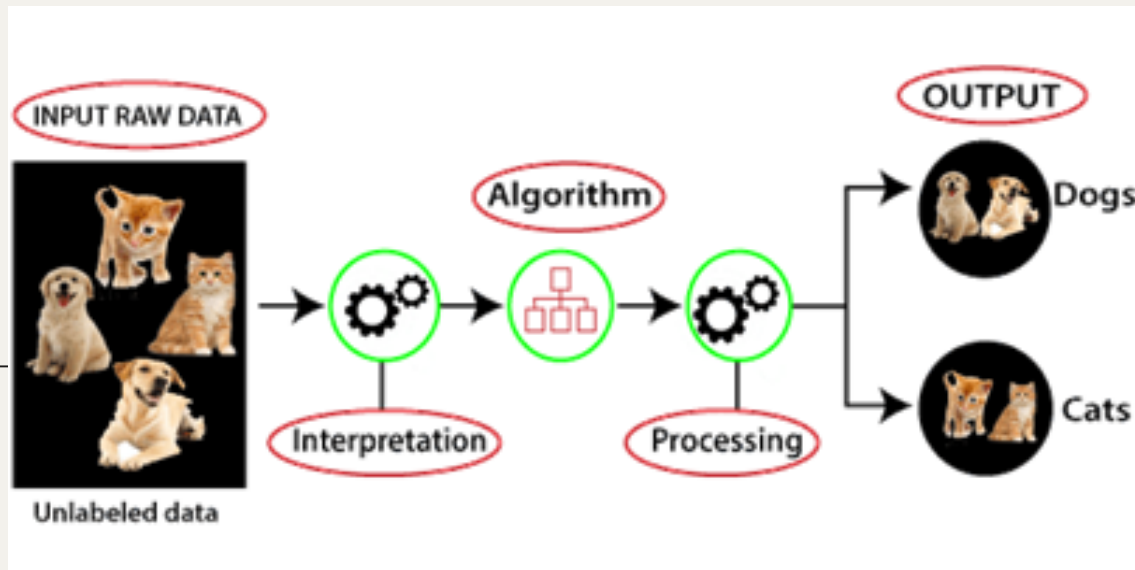 INPUT RAW DATA
Unlabeled data
Interpretation
Algorithm
Processing
OUTPUT
Dogs
Cats